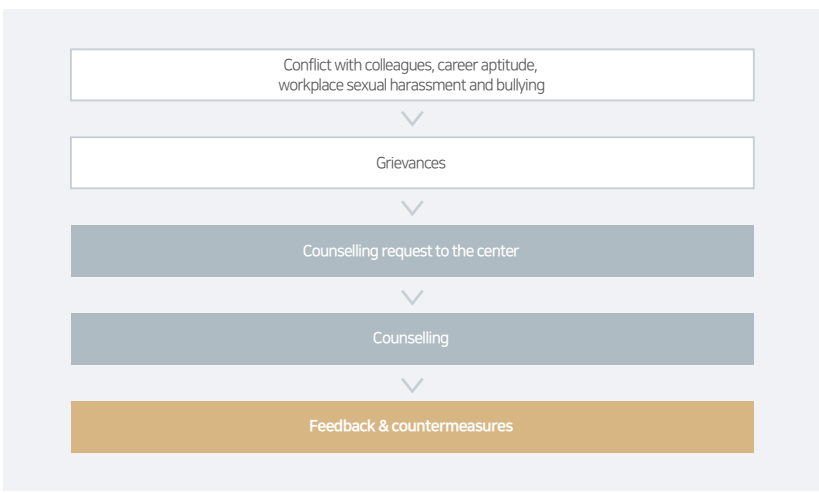 Conflict with colleagues, career aptitude,
workplace sexual harassment and bullying
Grievances
Counselling request to the center
Counselling
Feedback & countermeasures